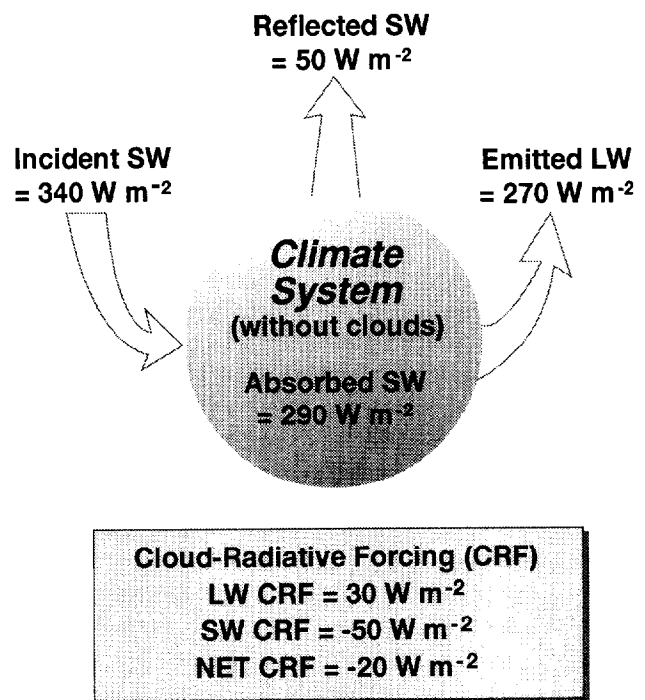 Reflected SW
= 50 W m⁻²
Incident SW
= 340 W m⁻²
Emitted LW
= 270 W m⁻²
Climate
System
(without clouds)
Absorbed SW
= 290 W m⁻²
Cloud-Radiative Forcing (CRF)
LW CRF = 30 W m⁻²
SW CRF = -50 W m⁻²
NET CRF = -20 W m⁻²